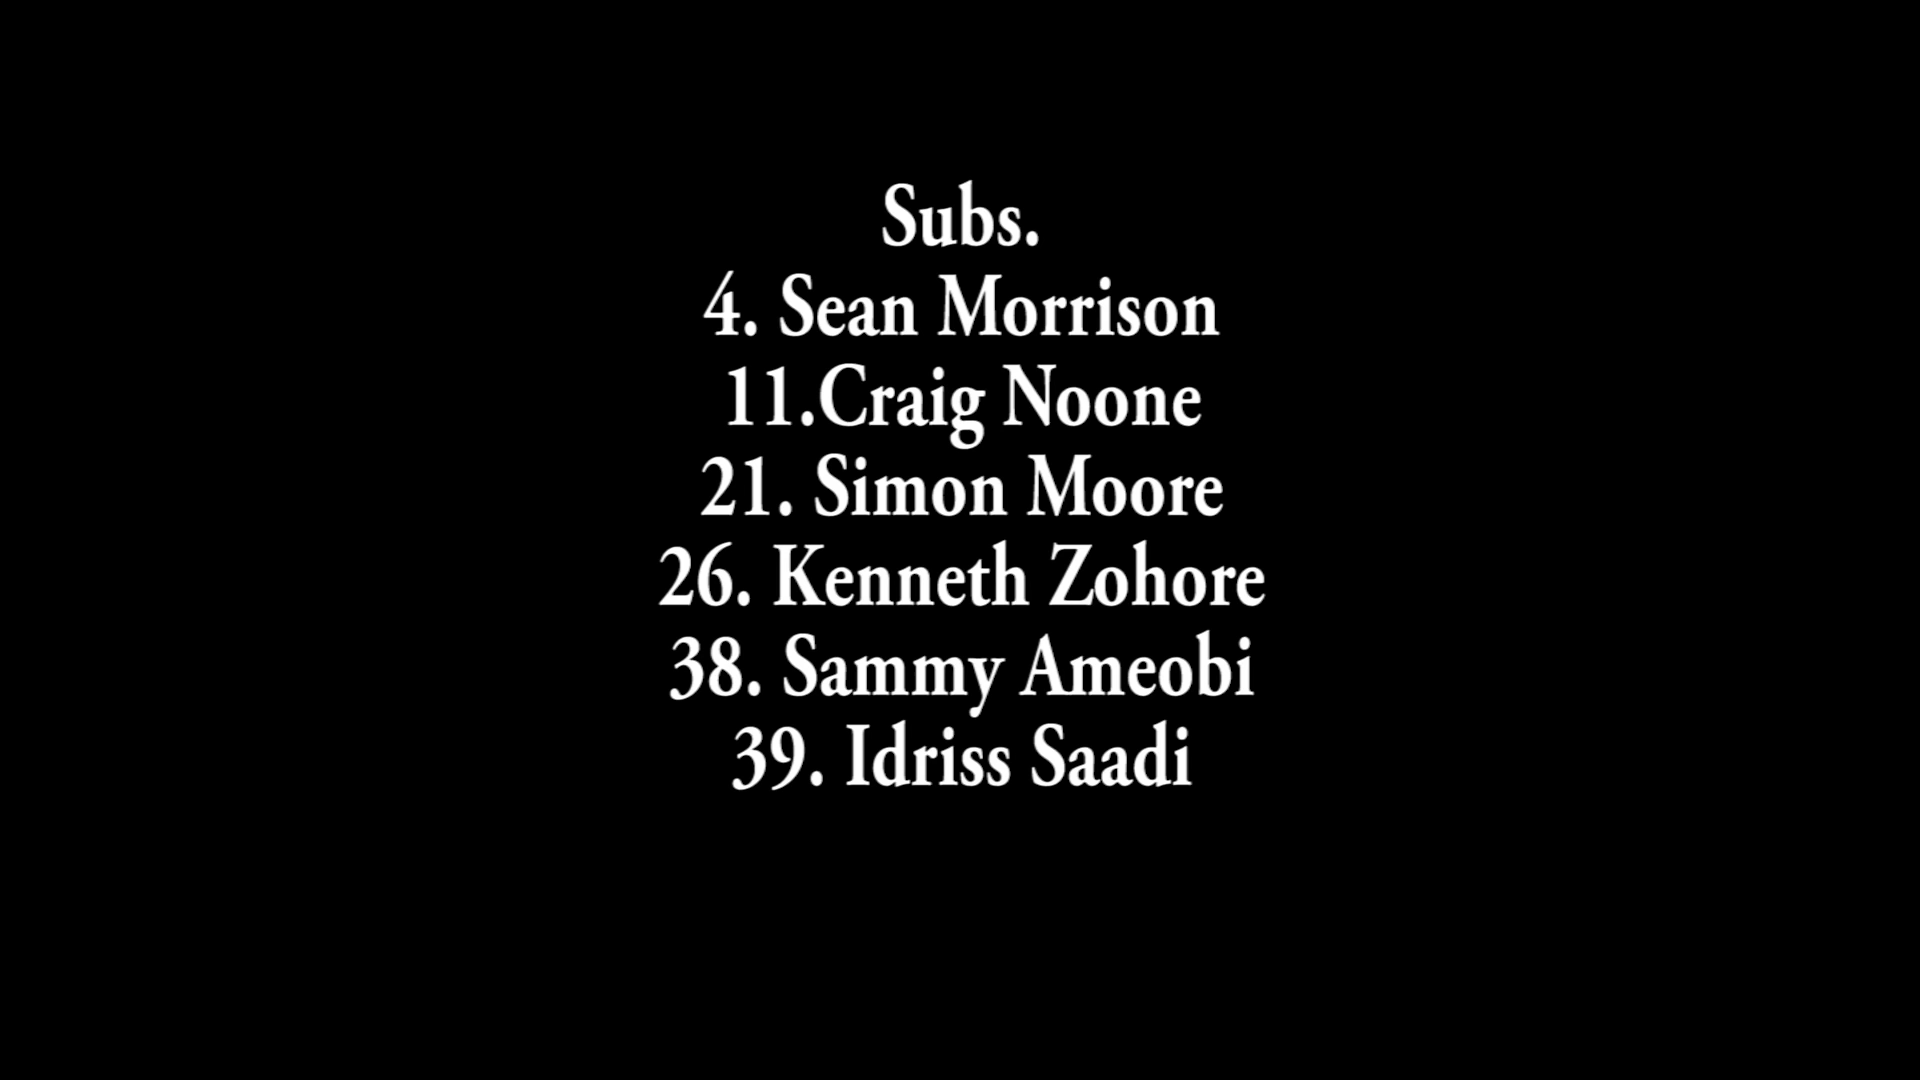 Subs.
4. Sean Morrison
11.Craig Noone
21. Simon Moore
26. Kenneth Zohore
38. Sammy Ameobi
39. Idriss Saadi